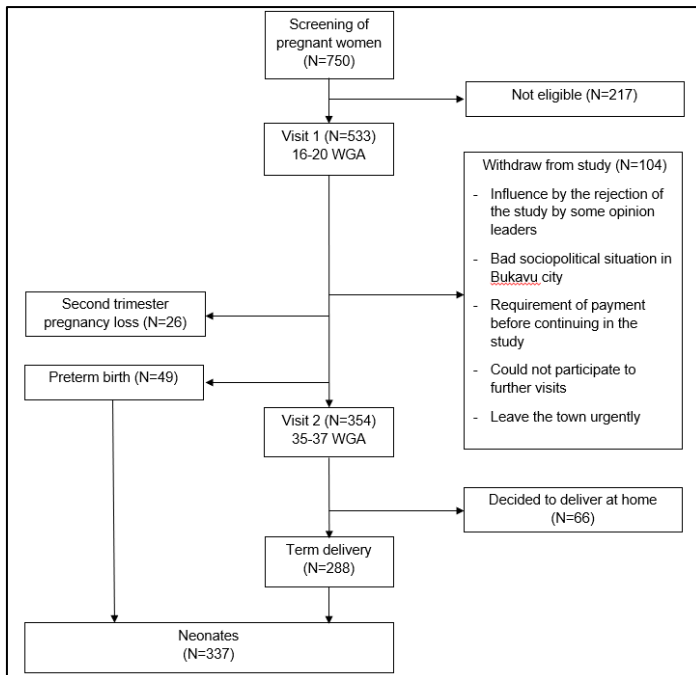 Screening of
pregnant women
(N=750)
Not eligible (N=217)
Visit 1 (N=533)
16-20 WGA
Withdraw from study (N=104)
- Influence by the rejection of
the study by some opinion
leaders
- Bad sociopolitical situation in
Bukavu city
- Requirement of payment
before continuing in the
study
- Could not participate to
further visits
- Leave the town urgently
Second trimester
pregnancy loss (N=26)
Preterm birth (N=49)
Visit 2 (N=354)
35-37 WGA
Decided to deliver at home
(N=66)
Term delivery
(N=288)
Neonates
(N=337)